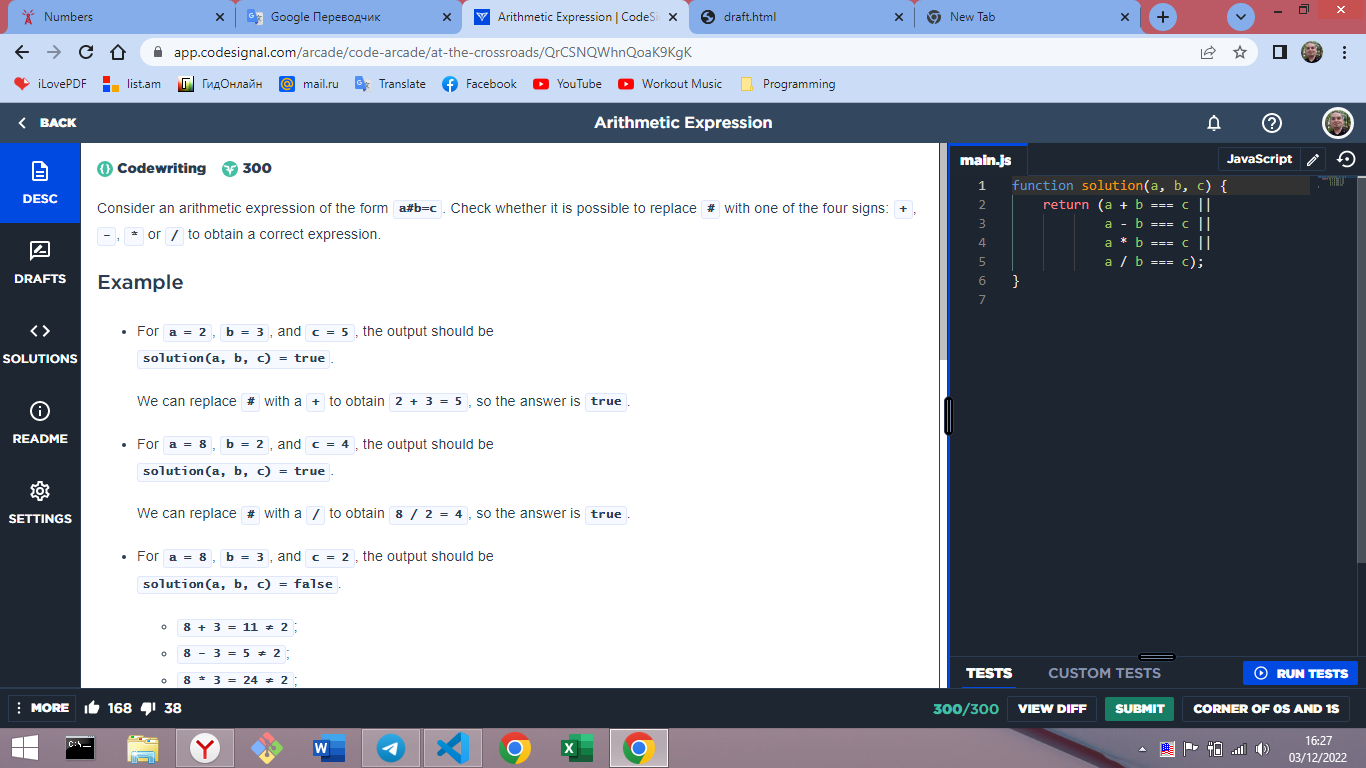 Numbers
Google Переводчик
Arithmetic Expression | CodeSi
draft.html
New Tab
app.codesignal.com/arcade/code-arcade/at-the-crossroads/QrCSNQWhnQoaK9KgK
iLovePDF
list.am
ГидОнлайн
mail.ru
Translate
Facebook
YouTube
Workout Music
Programming
BACK
Arithmetic Expression
DESC
DRAFTS
SOLUTIONS
README
SETTINGS
Codewriting 300
Consider an arithmetic expression of the form a#b=c. Check whether it is possible to replace # with one of the four signs: +,
-, * or / to obtain a correct expression.
Example
• For a = 2, b = 3, and c = 5, the output should be
solution(a, b, c) = true.
We can replace # with a + to obtain 2 + 3 = 5, so the answer is true.
• For a = 8, b = 2, and c = 4, the output should be
solution(a, b, c) = true.
We can replace # with a / to obtain 8 / 2 = 4, so the answer is true.
• For a = 8, b = 3, and c = 2, the output should be
solution(a, b, c) = false.
8 + 3 = 11 ≠ 2;
8 - 3 = 5 ≠ 2;
8 * 3 = 24 ≠ 2;
main.js
JavaScript
1 function solution(a, b, c) {
2 return (a + b === c ||
3 a - b === c ||
4 a * b === c ||
5 a / b === c);
6 }
7
TESTS
CUSTOM TESTS
RUN TESTS
MORE
168
38
300/300
VIEW DIFF
SUBMIT
CORNER OF 0S AND 1S
16:27
03/12/2022